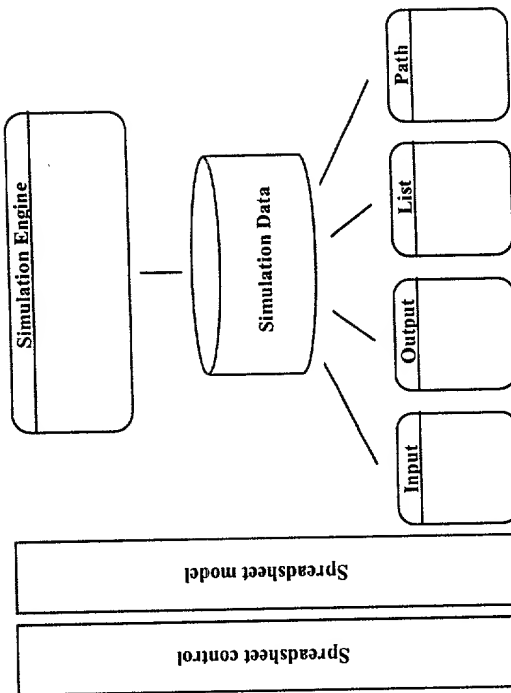 Simulation Engine
Simulation Data
Input
Output
List
Path
Spreadsheet model
Spreadsheet control